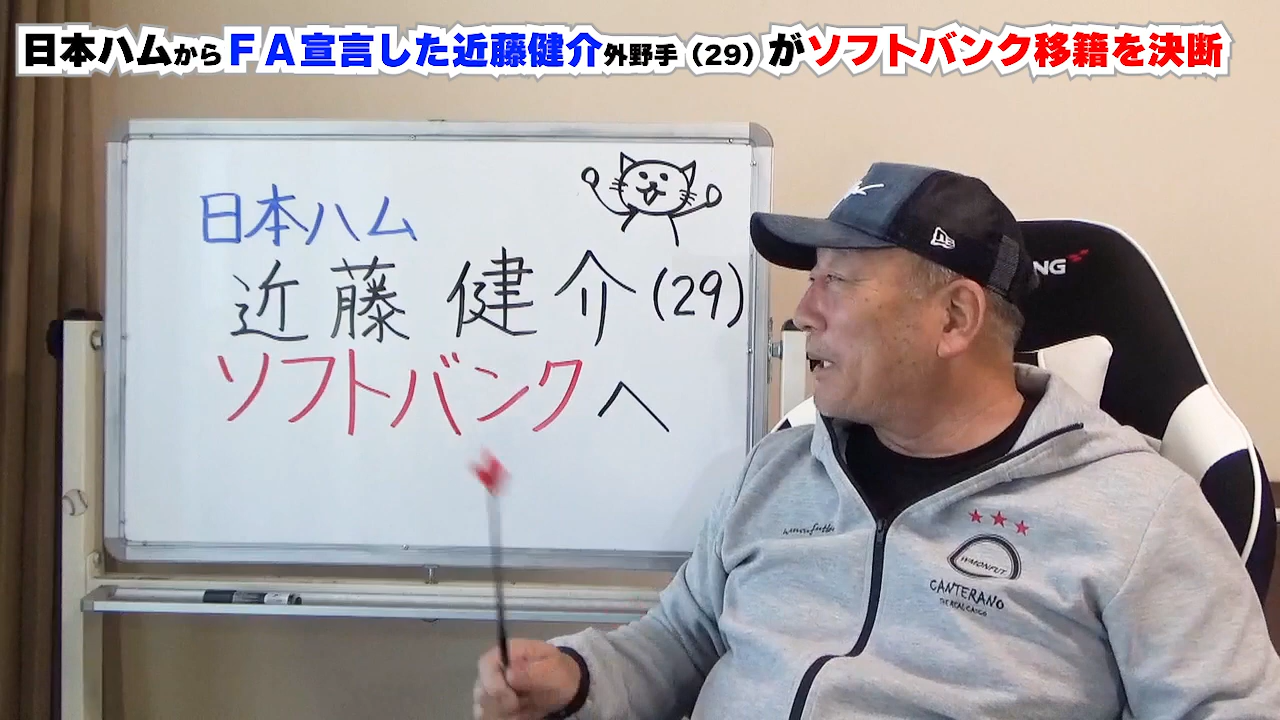 日本ハムからFA宣言した近藤健介外野手(29)がソフトバンク移籍を決断
日本ハム
近藤健介(29)
ソフトバンクへ
NG
WMONFUT
CANTERANO